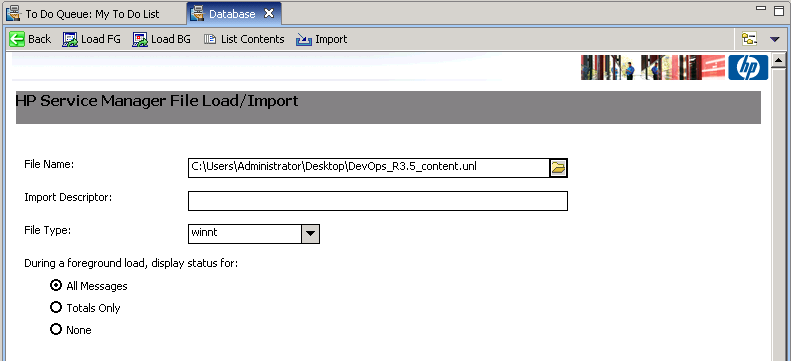 To Do Queue: My To Do List Database
Back Load FG Load BG List Contents Import
hp
HP Service Manager File Load/Import
File Name: C:\Users\Administrator\Desktop\DevOps_R3.5_content.unl
Import Descriptor:
File Type: winnt
During a foreground load, display status for:
All Messages
Totals Only
None